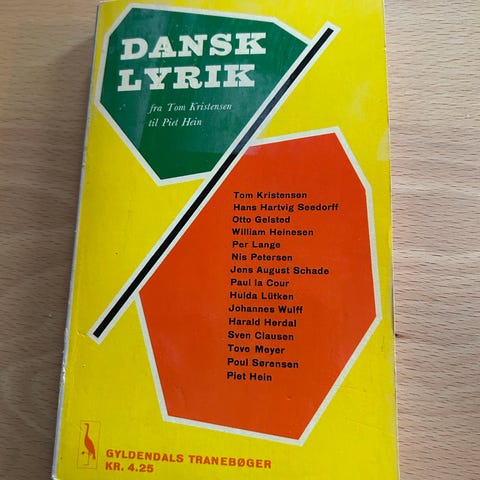 DANSK
LYRIK
fra Tom Kristensen
til Piet Hein
Tom Kristensen
Hans Hartvig Seedorff
Otto Gelsted
William Heinesen
Per Lange
Nis Petersen
Jens August Schade
Paul la Cour
Hulda Lütken
Johannes Wulff
Harald Herdal
Sven Clausen
Tove Meyer
Poul Sørensen
Piet Hein
GYLDENDALS TRANEBØGER
KR. 4.25